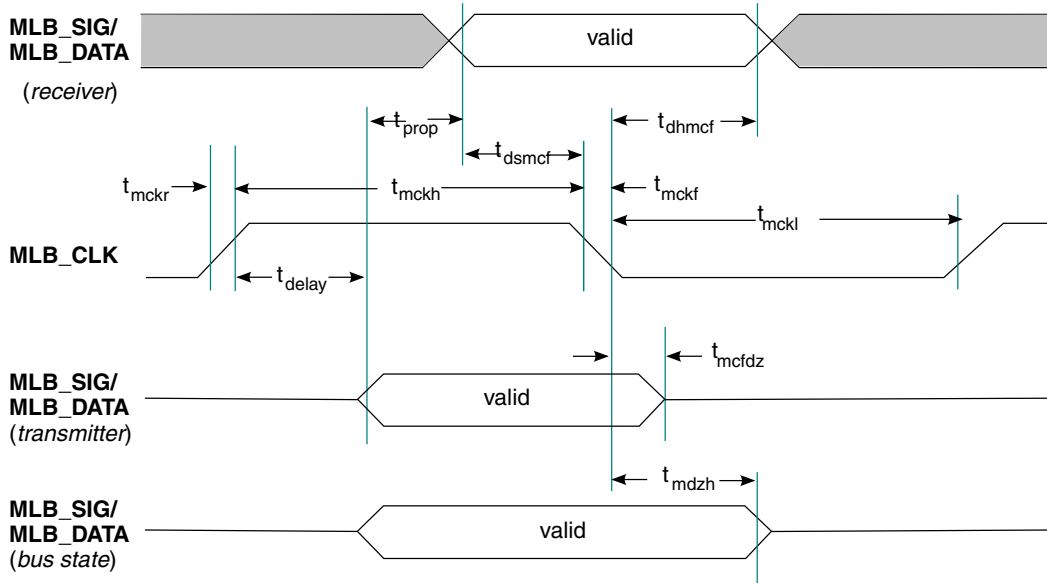 MLB_SIG/
MLB_DATA
(receiver)
valid
tprop
tdhmcf
tdsmcf
tmckr
tmckh
tmckf
tmckl
MLB_CLK
tdelay
tmcfdz
MLB_SIG/
MLB_DATA
(transmitter)
valid
tmdzh
MLB_SIG/
MLB_DATA
(bus state)
valid